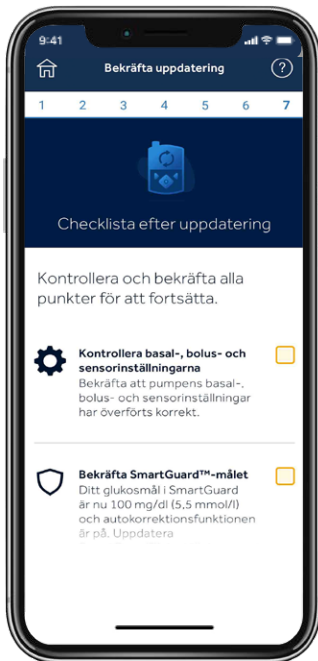 9:41
Bekräfta uppdatering
?
1 2 3 4 5 6 7
Checklista efter uppdatering
Kontrollera och bekräfta alla
punkter för att fortsätta.
Kontrollera basal-, bolus- och
sensorinställningarna
Bekräfta att pumpens basal-,
bolus- och sensorinställningar
har överförts korrekt.
Bekräfta SmartGuard™-målet
Ditt glukosmål i SmartGuard
är nu 100 mg/dl (5,5 mmol/l)
och autokorrektionsfunktionen
är på. Uppdatera